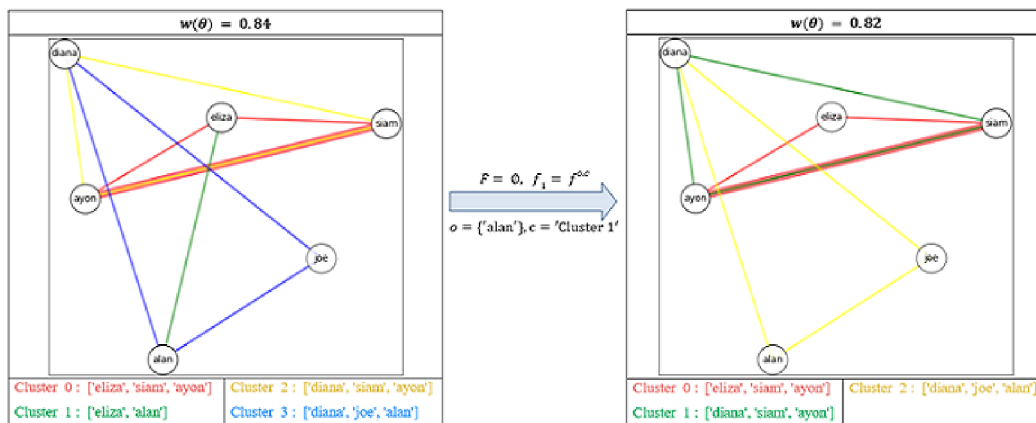 w(θ) = 0.84
diana
eliza
siam
ayon
joe
alan
Cluster 0 : ['eliza', 'siam', 'ayon']
Cluster 2 : ['diana', 'siam', 'ayon']
Cluster 1 : ['eliza', 'alan']
Cluster 3 : ['diana', 'joe', 'alan']
F = 0, f₁ = f^{o,c}
o = {'alan'}, c = 'Cluster 1'
w(θ) = 0.82
diana
eliza
siam
ayon
joe
alan
Cluster 0 : ['eliza', 'siam', 'ayon']
Cluster 2 : ['diana', 'joe', 'alan']
Cluster 1 : ['diana', 'siam', 'ayon']